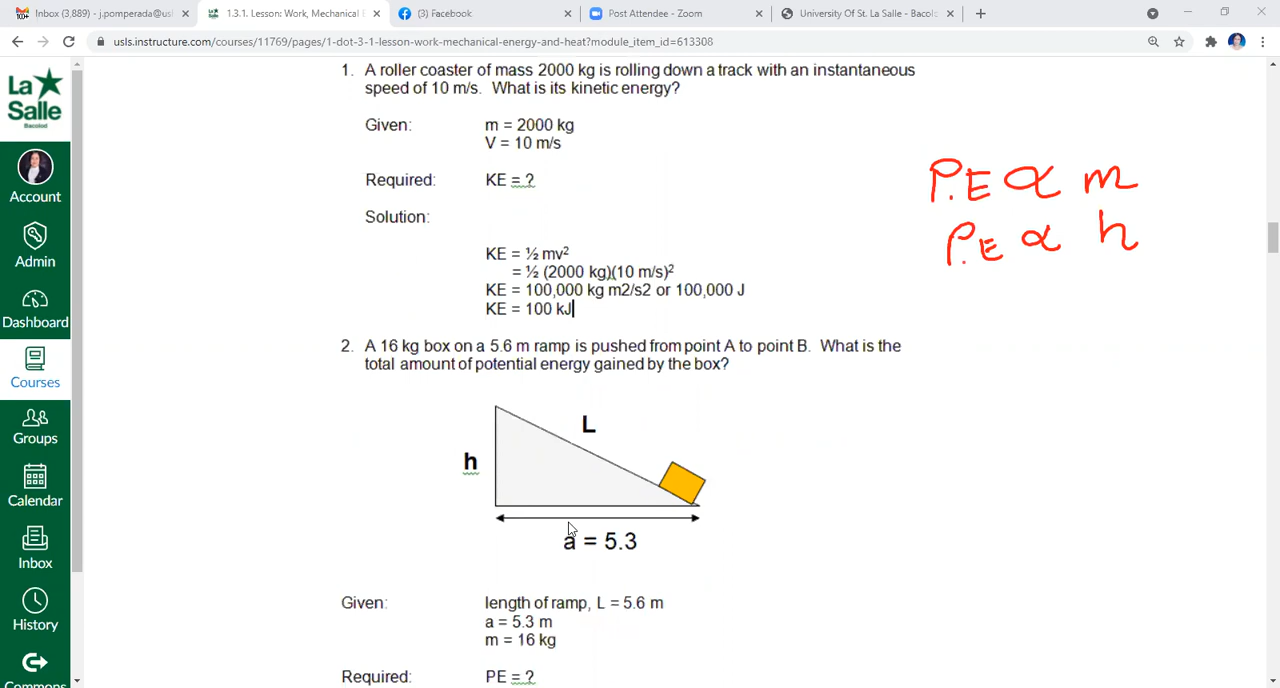 Inbox (3,889) - j.pomperada@usl
1.3.1. Lesson: Work, Mechanical E
(3) Facebook
Post Attendee - Zoom
University Of St. La Salle - Bacolo
usls.instructure.com/courses/11769/pages/1-dot-3-1-lesson-work-mechanical-energy-and-heat?module_item_id=613308
La
Salle
Bacolod
Account
Admin
Dashboard
Courses
Groups
Calendar
Inbox
History
Commons
1. A roller coaster of mass 2000 kg is rolling down a track with an instantaneous
speed of 10 m/s. What is its kinetic energy?
Given: m = 2000 kg
V = 10 m/s
Required: KE = ?
Solution:
KE = ½ mv²
= ½ (2000 kg)(10 m/s)²
KE = 100,000 kg m2/s2 or 100,000 J
KE = 100 kJ
P.E ∝ m
P.E ∝ h
2. A 16 kg box on a 5.6 m ramp is pushed from point A to point B. What is the
total amount of potential energy gained by the box?
L
h
a = 5.3
Given: length of ramp, L = 5.6 m
a = 5.3 m
m = 16 kg
Required: PE = ?